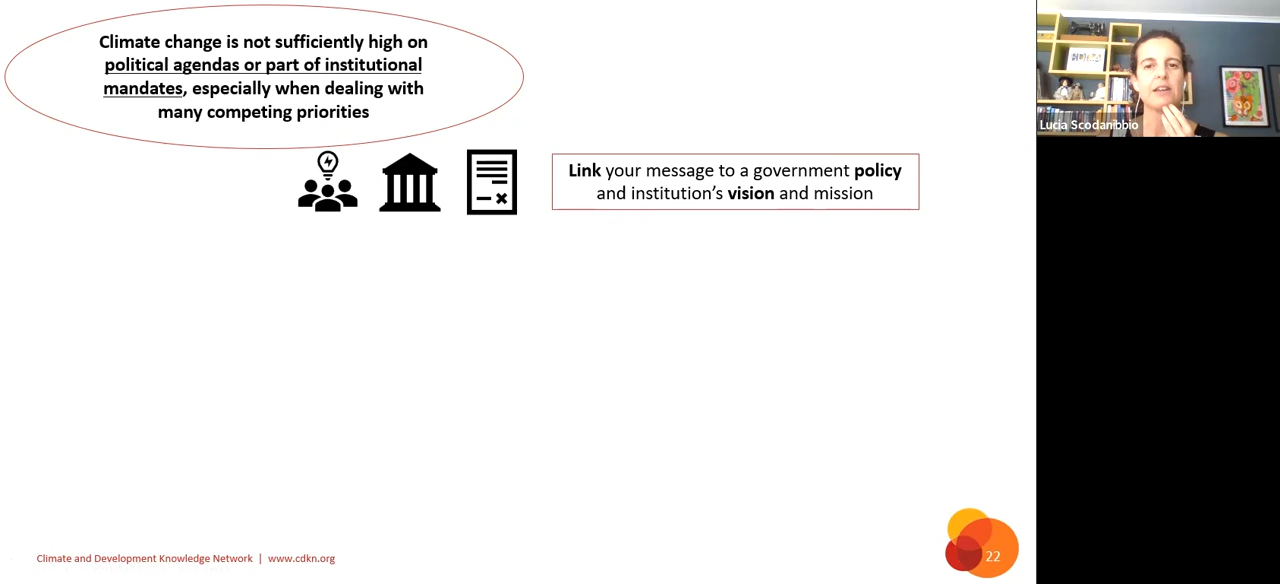 Climate change is not sufficiently high on
political agendas or part of institutional
mandates, especially when dealing with
many competing priorities
Link your message to a government policy
and institution’s vision and mission
Lucia Scodanibbio
Climate and Development Knowledge Network | www.cdkn.org
22